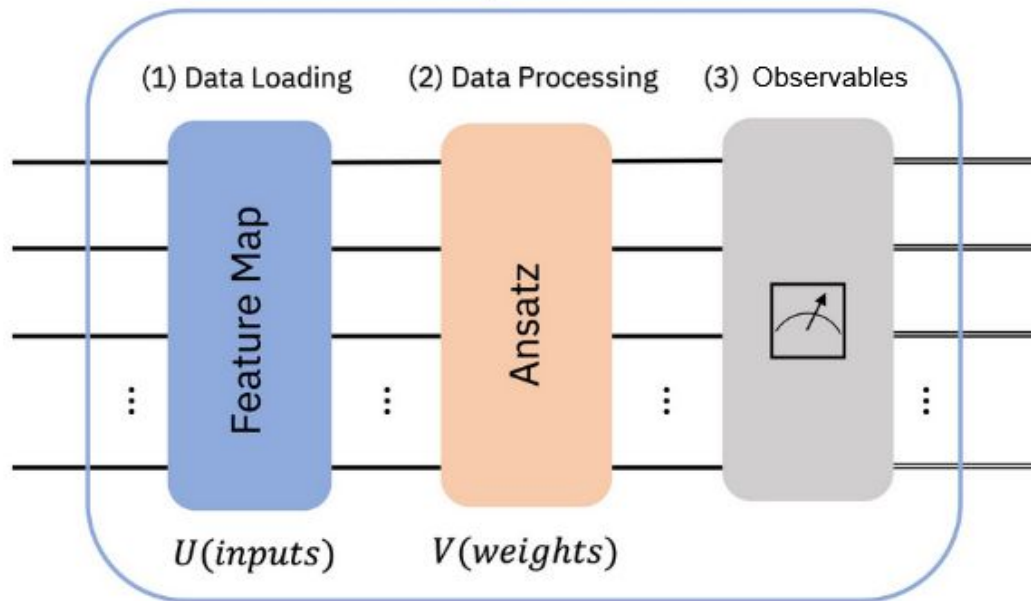 (1) Data Loading
(2) Data Processing
(3) Observables
Feature Map
Ansatz
U(inputs)
V(weights)